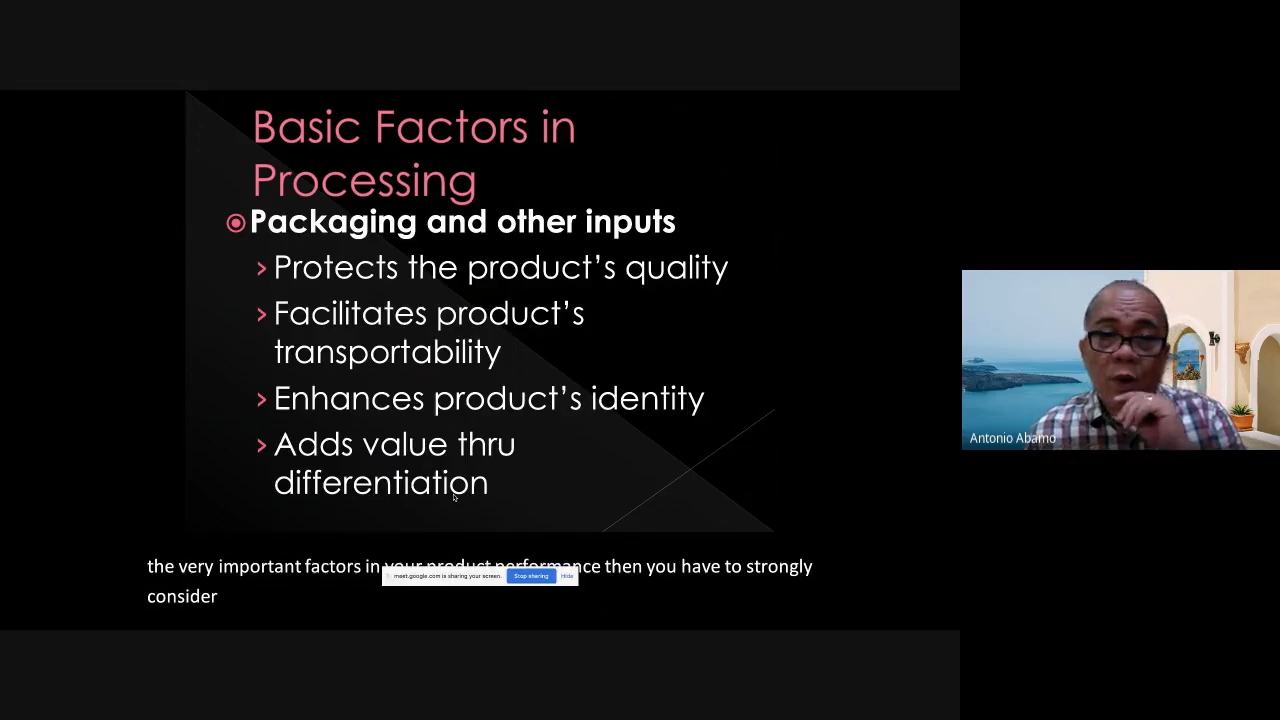 Basic Factors in
Processing
Packaging and other inputs
Protects the product's quality
Facilitates product's
transportability
Enhances product's identity
Adds value thru
differentiation
Antonio Abamo
the very important factors in your product performance then you have to strongly
consider
meet.google.com is sharing your screen.
Stop sharing
Hide